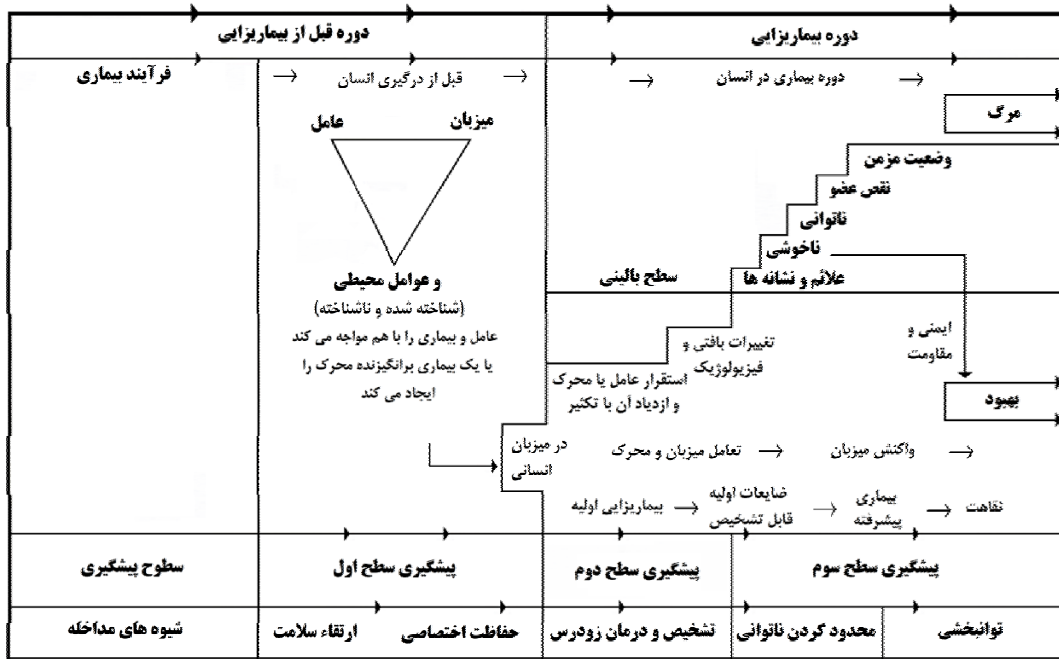 دوره قبل از بیماریزایی
دوره بیماریزایی
فرآیند بیماری
قبل از درگیری انسان
دوره بیماری در انسان
عامل
میزبان
و عوامل محیطی
(شناخته شده و ناشناخته)
عامل و بیماری را با هم مواجه می کند
یا یک بیماری برانگیزنده محرک را
ایجاد می کند
مرگ
وضعیت مزمن
نقص عضو
ناتوانی
ناخوشی
علائم و نشانه ها
سطح بالینی
تغییرات بافتی و
فیزیولوژیک
استقرار عامل یا محرک
و ازدیاد آن با تکثیر
ایمنی و
مقاومت
بهبود
در میزبان
انسانی
تعامل میزبان و محرک
واکنش میزبان
بیماریزایی اولیه
ضایعات اولیه
قابل تشخیص
بیماری
پیشرفته
نقاهت
سطوح پیشگیری
پیشگیری سطح اول
پیشگیری سطح دوم
پیشگیری سطح سوم
شیوه های مداخله
ارتقاء سلامت
حفاظت اختصاصی
تشخیص و درمان زودرس
محدود کردن ناتوانی
توانبخشی